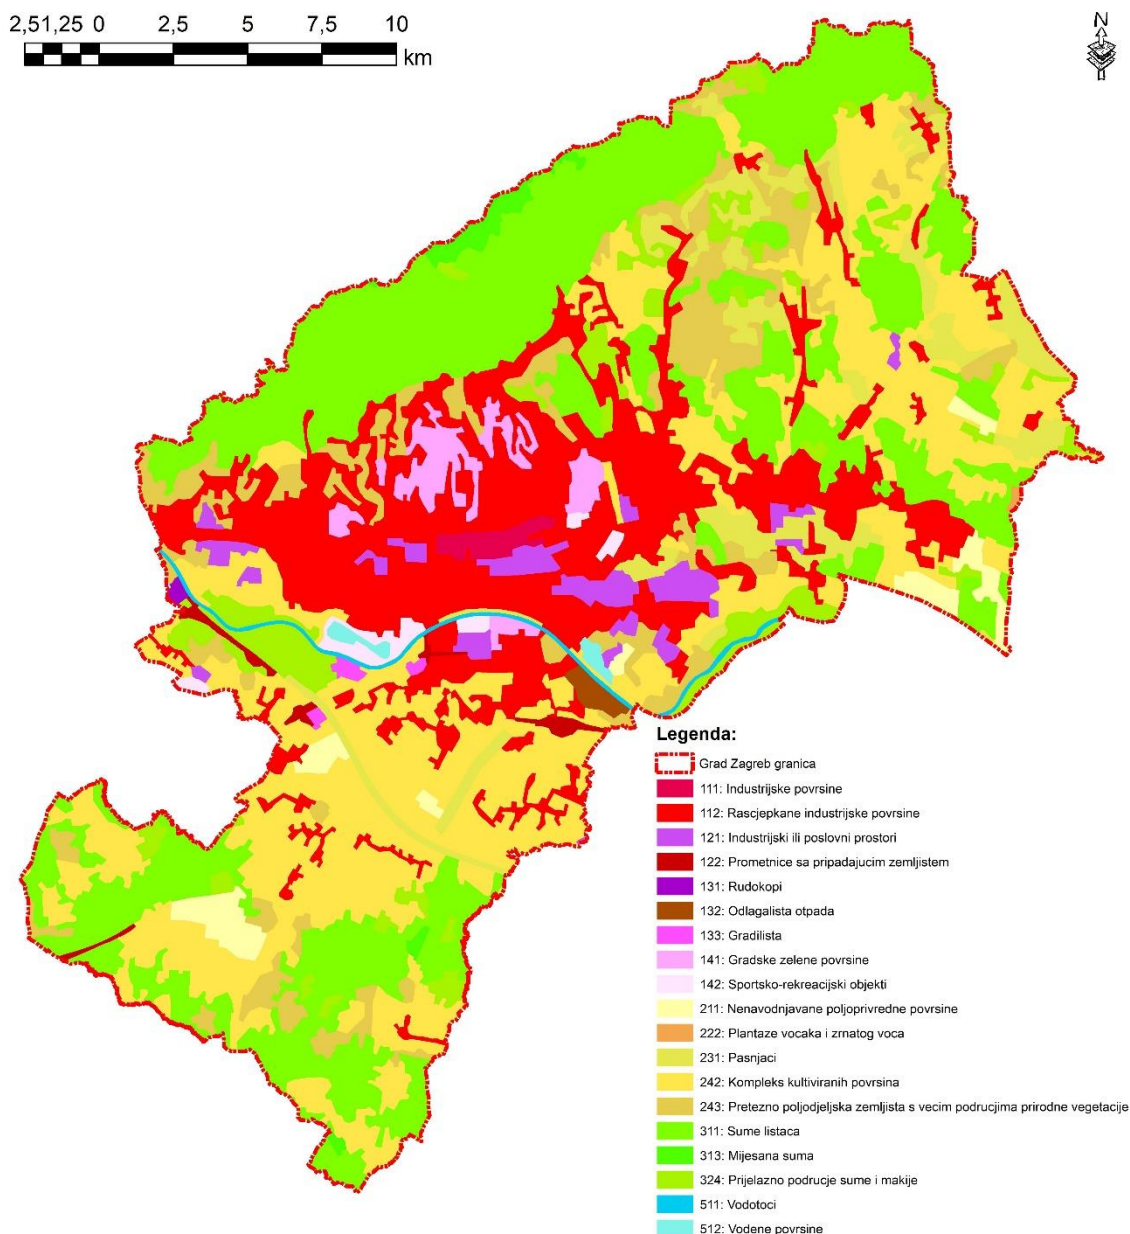 2,51,25 0 2,5 5 7,5 10
km
N
Legenda:
Grad Zagreb granica
111: Industrijske povrsine
112: Rascjepkane industrijske povrsine
121: Industrijski ili poslovni prostori
122: Prometnice sa pripadajucim zemljistem
131: Rudokopi
132: Odlagalista otpada
133: Gradilista
141: Gradske zelene povrsine
142: Sportsko-rekreacijski objekti
211: Nenavodnjavane poljoprivredne povrsine
222: Plantaze vocaka i zrnatog voca
231: Pasnjaci
242: Kompleks kultiviranih povrsina
243: Pretezno poljodjeljska zemljista s vecim podrucjima prirodne vegetacije
311: Sume listaca
313: Mijesana suma
324: Prijelazno podrucje sume i makije
511: Vodotoci
512: Vodene povrsine